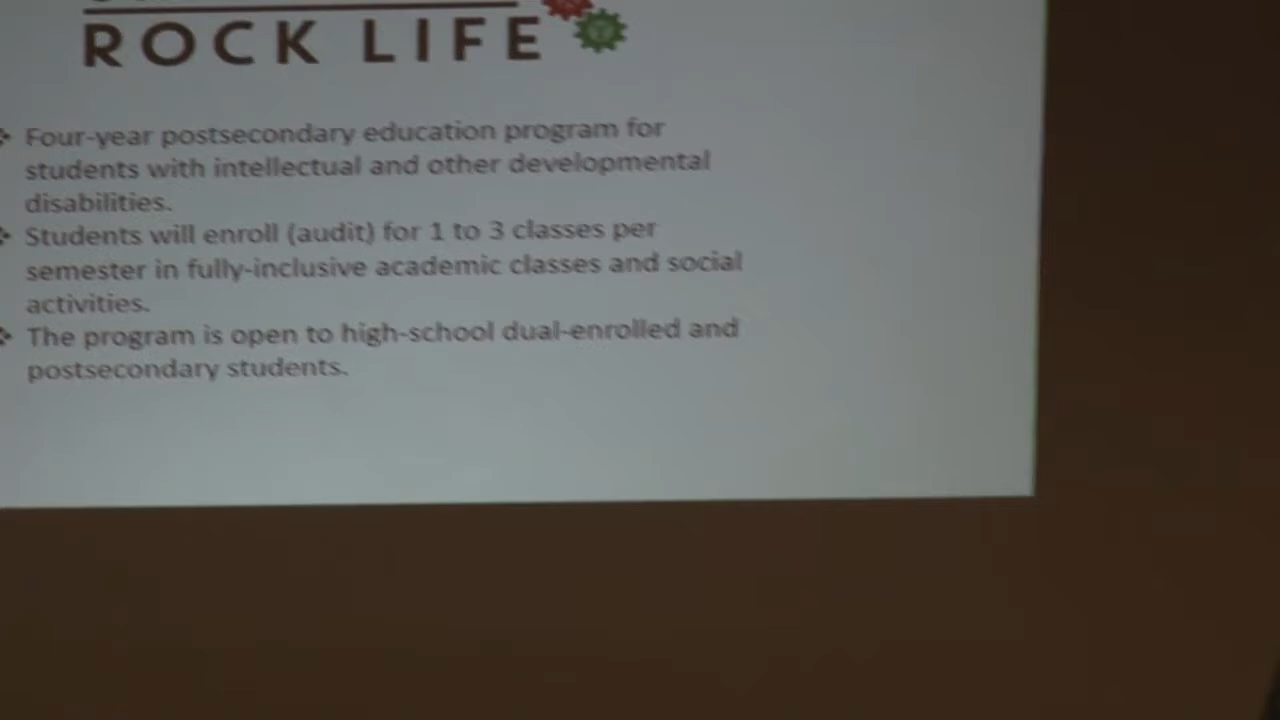 ROCK LIFE
Four-year postsecondary education program for
students with intellectual and other developmental
disabilities.
Students will enroll (audit) for 1 to 3 classes per
semester in fully-inclusive academic classes and social
activities.
The program is open to high-school dual-enrolled and
postsecondary students.